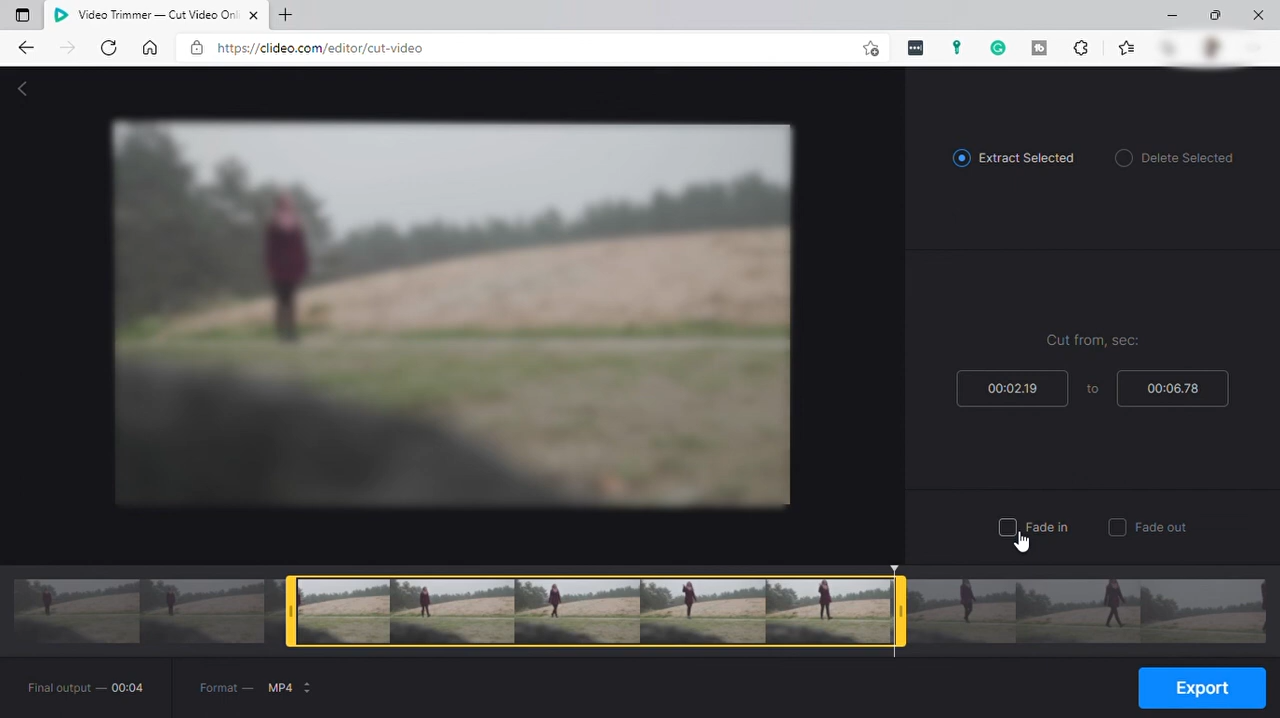 Video Trimmer — Cut Video Onl
https://clideo.com/editor/cut-video
Extract Selected
Delete Selected
Cut from, sec:
00:02.19 to 00:06.78
Fade in
Fade out
Final output — 00:04
Format — MP4
Export